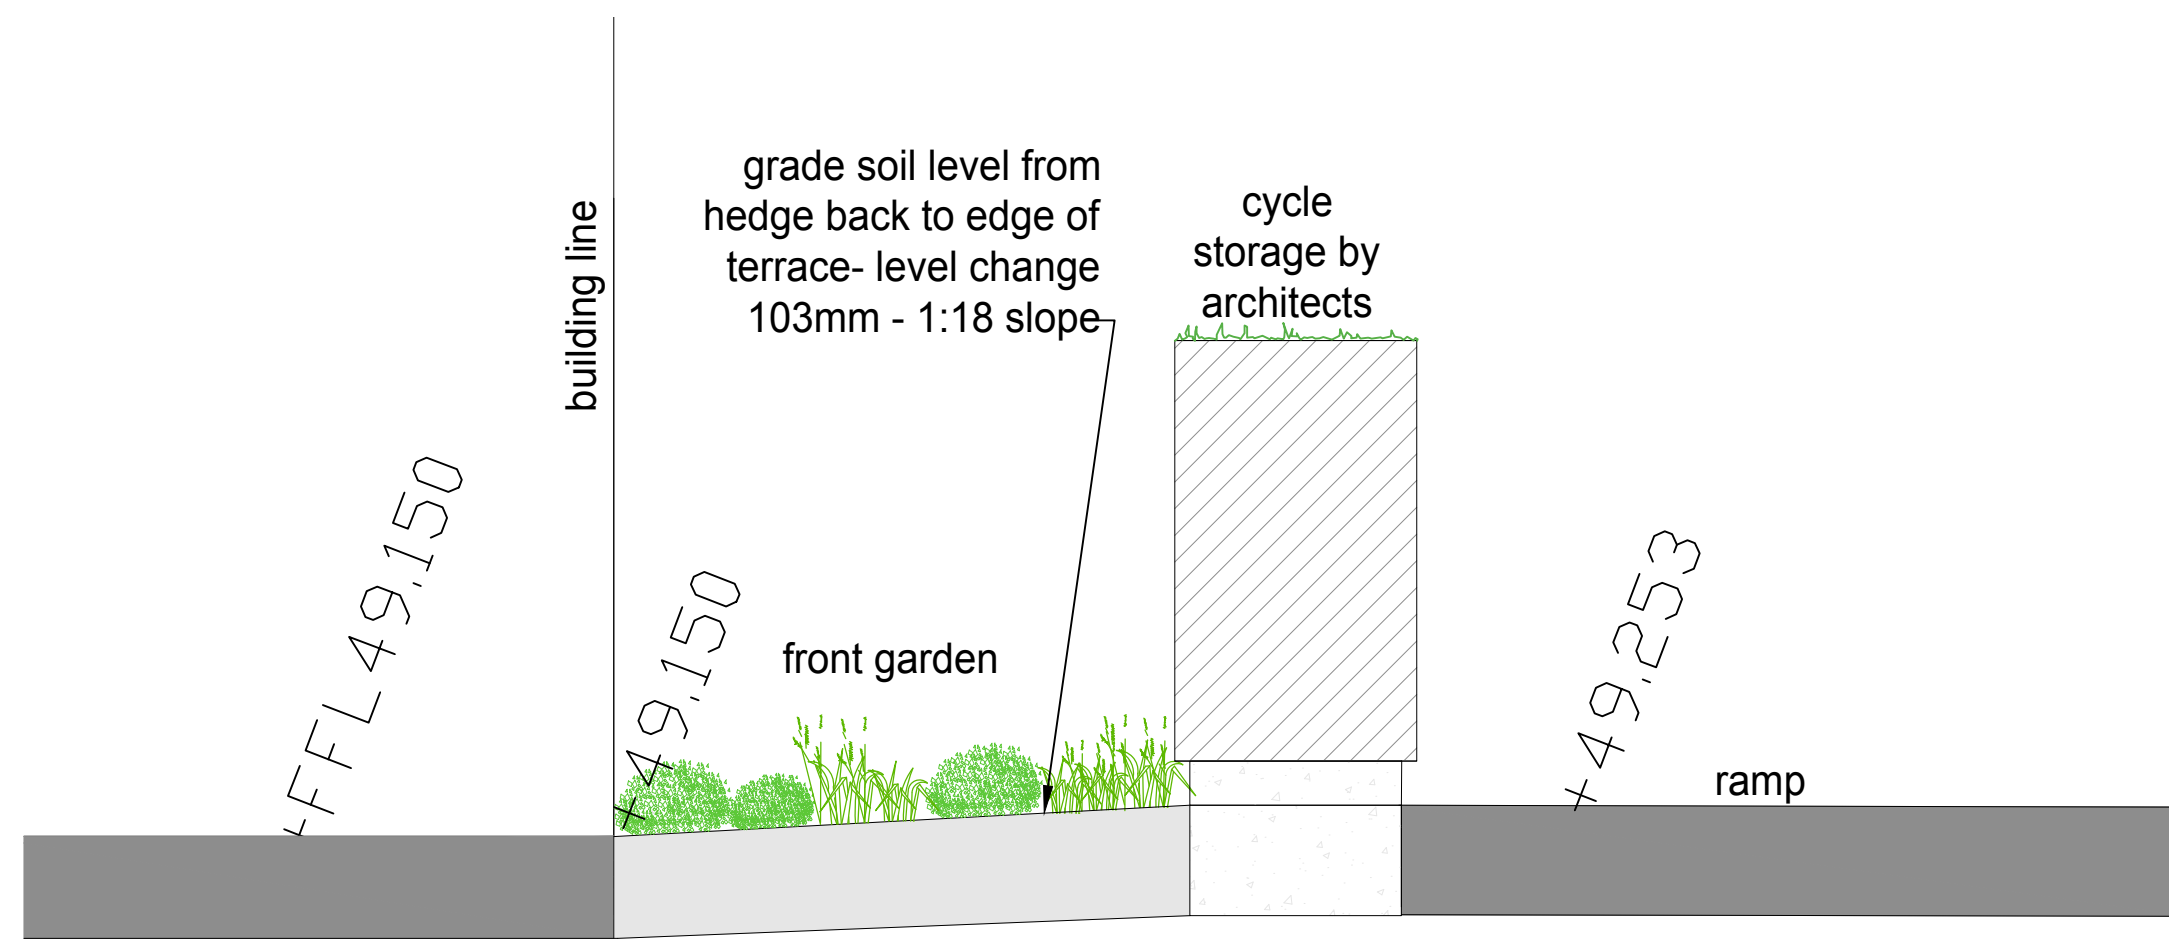 grade soil level from
hedge back to edge of
terrace- level change
103mm - 1:18 slope
cycle
storage by
architects
building line
+FFL 49.150
+49.150
front garden
+49.253
ramp